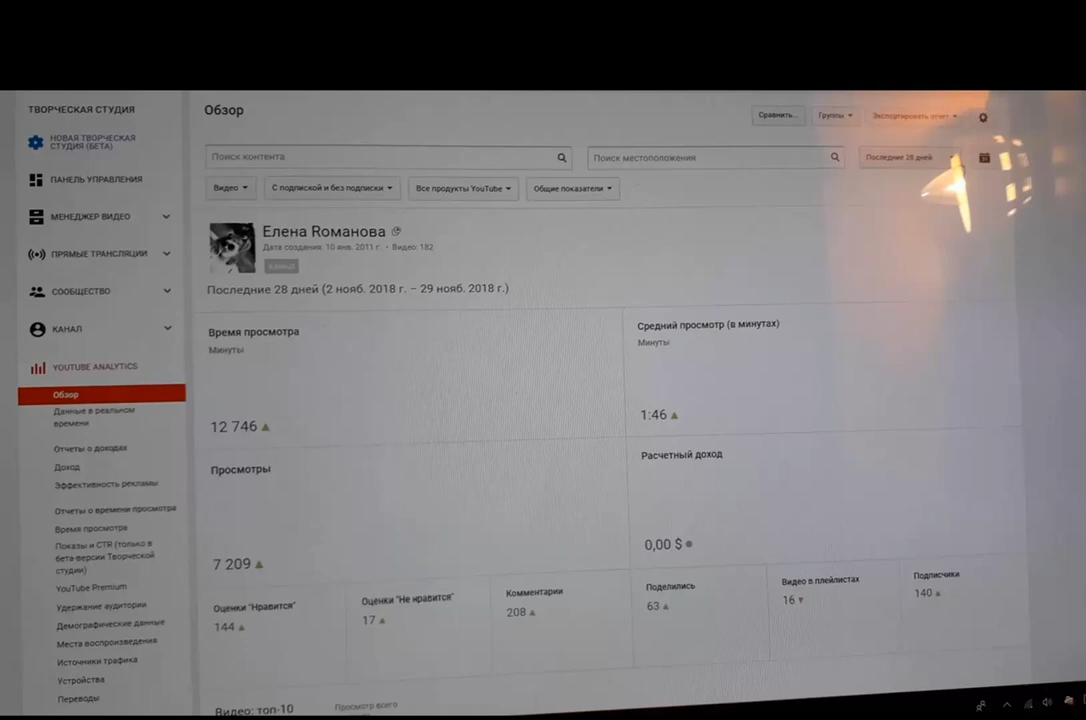 ТВОРЧЕСКАЯ СТУДИЯ
НОВАЯ ТВОРЧЕСКАЯ
СТУДИЯ (БЕТА)
ПАНЕЛЬ УПРАВЛЕНИЯ
МЕНЕДЖЕР ВИДЕО
ПРЯМЫЕ ТРАНСЛЯЦИИ
СООБЩЕСТВО
КАНАЛ
YOUTUBE ANALYTICS
Обзор
Данные в реальном
времени
Отчеты о доходах
Доход
Эффективность рекламы
Отчеты о времени просмотра
Время просмотра
Показы и CTR (только в
бета-версии Творческой
студии)
YouTube Premium
Удержание аудитории
Демографические данные
Места воспроизведения
Источники трафика
Устройства
Переводы
Обзор
Сравнить... Группы Экспортировать отчет
Поиск контента Поиск местоположения Последние 28 дней
Видео С подпиской и без подписки Все продукты YouTube Общие показатели
Елена Романова
Дата создания: 10 янв. 2011 г. • Видео: 182
КАНАЛ
Последние 28 дней (2 нояб. 2018 г. – 29 нояб. 2018 г.)
Время просмотра
Минуты
12 746
Средний просмотр (в минутах)
Минуты
1:46
Просмотры
7 209
Расчетный доход
0,00 $
Оценки "Нравится"
144
Оценки "Не нравится"
17
Комментарии
208
Поделились
63
Видео в плейлистах
16
Подписчики
140
Видео: топ-10
Просмотр всего